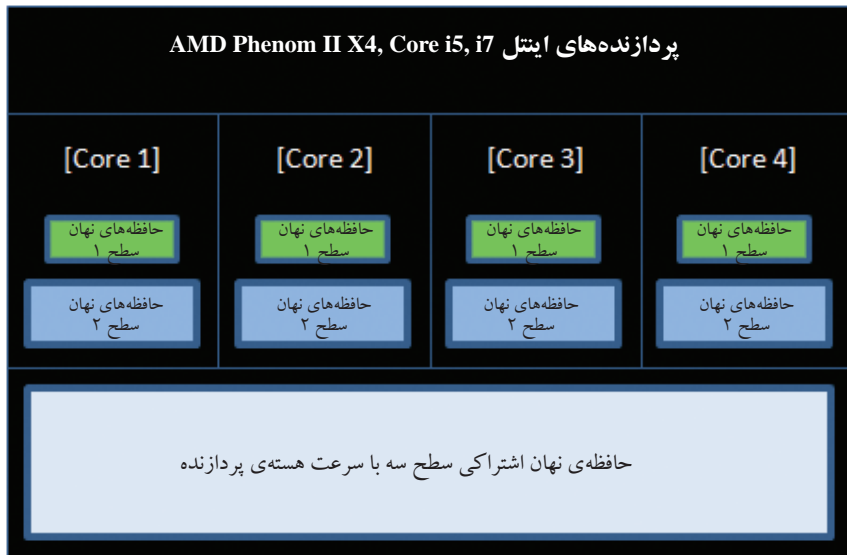 پردازنده‌های اینتل AMD Phenom II X4, Core i5, i7
[Core 1]
حافظه‌های نهان
سطح ۱
حافظه‌های نهان
سطح ۲
[Core 2]
حافظه‌های نهان
سطح ۱
حافظه‌های نهان
سطح ۲
[Core 3]
حافظه‌های نهان
سطح ۱
حافظه‌های نهان
سطح ۲
[Core 4]
حافظه‌های نهان
سطح ۱
حافظه‌های نهان
سطح ۲
حافظه‌ی نهان اشتراکی سطح سه با سرعت هسته‌ی پردازنده